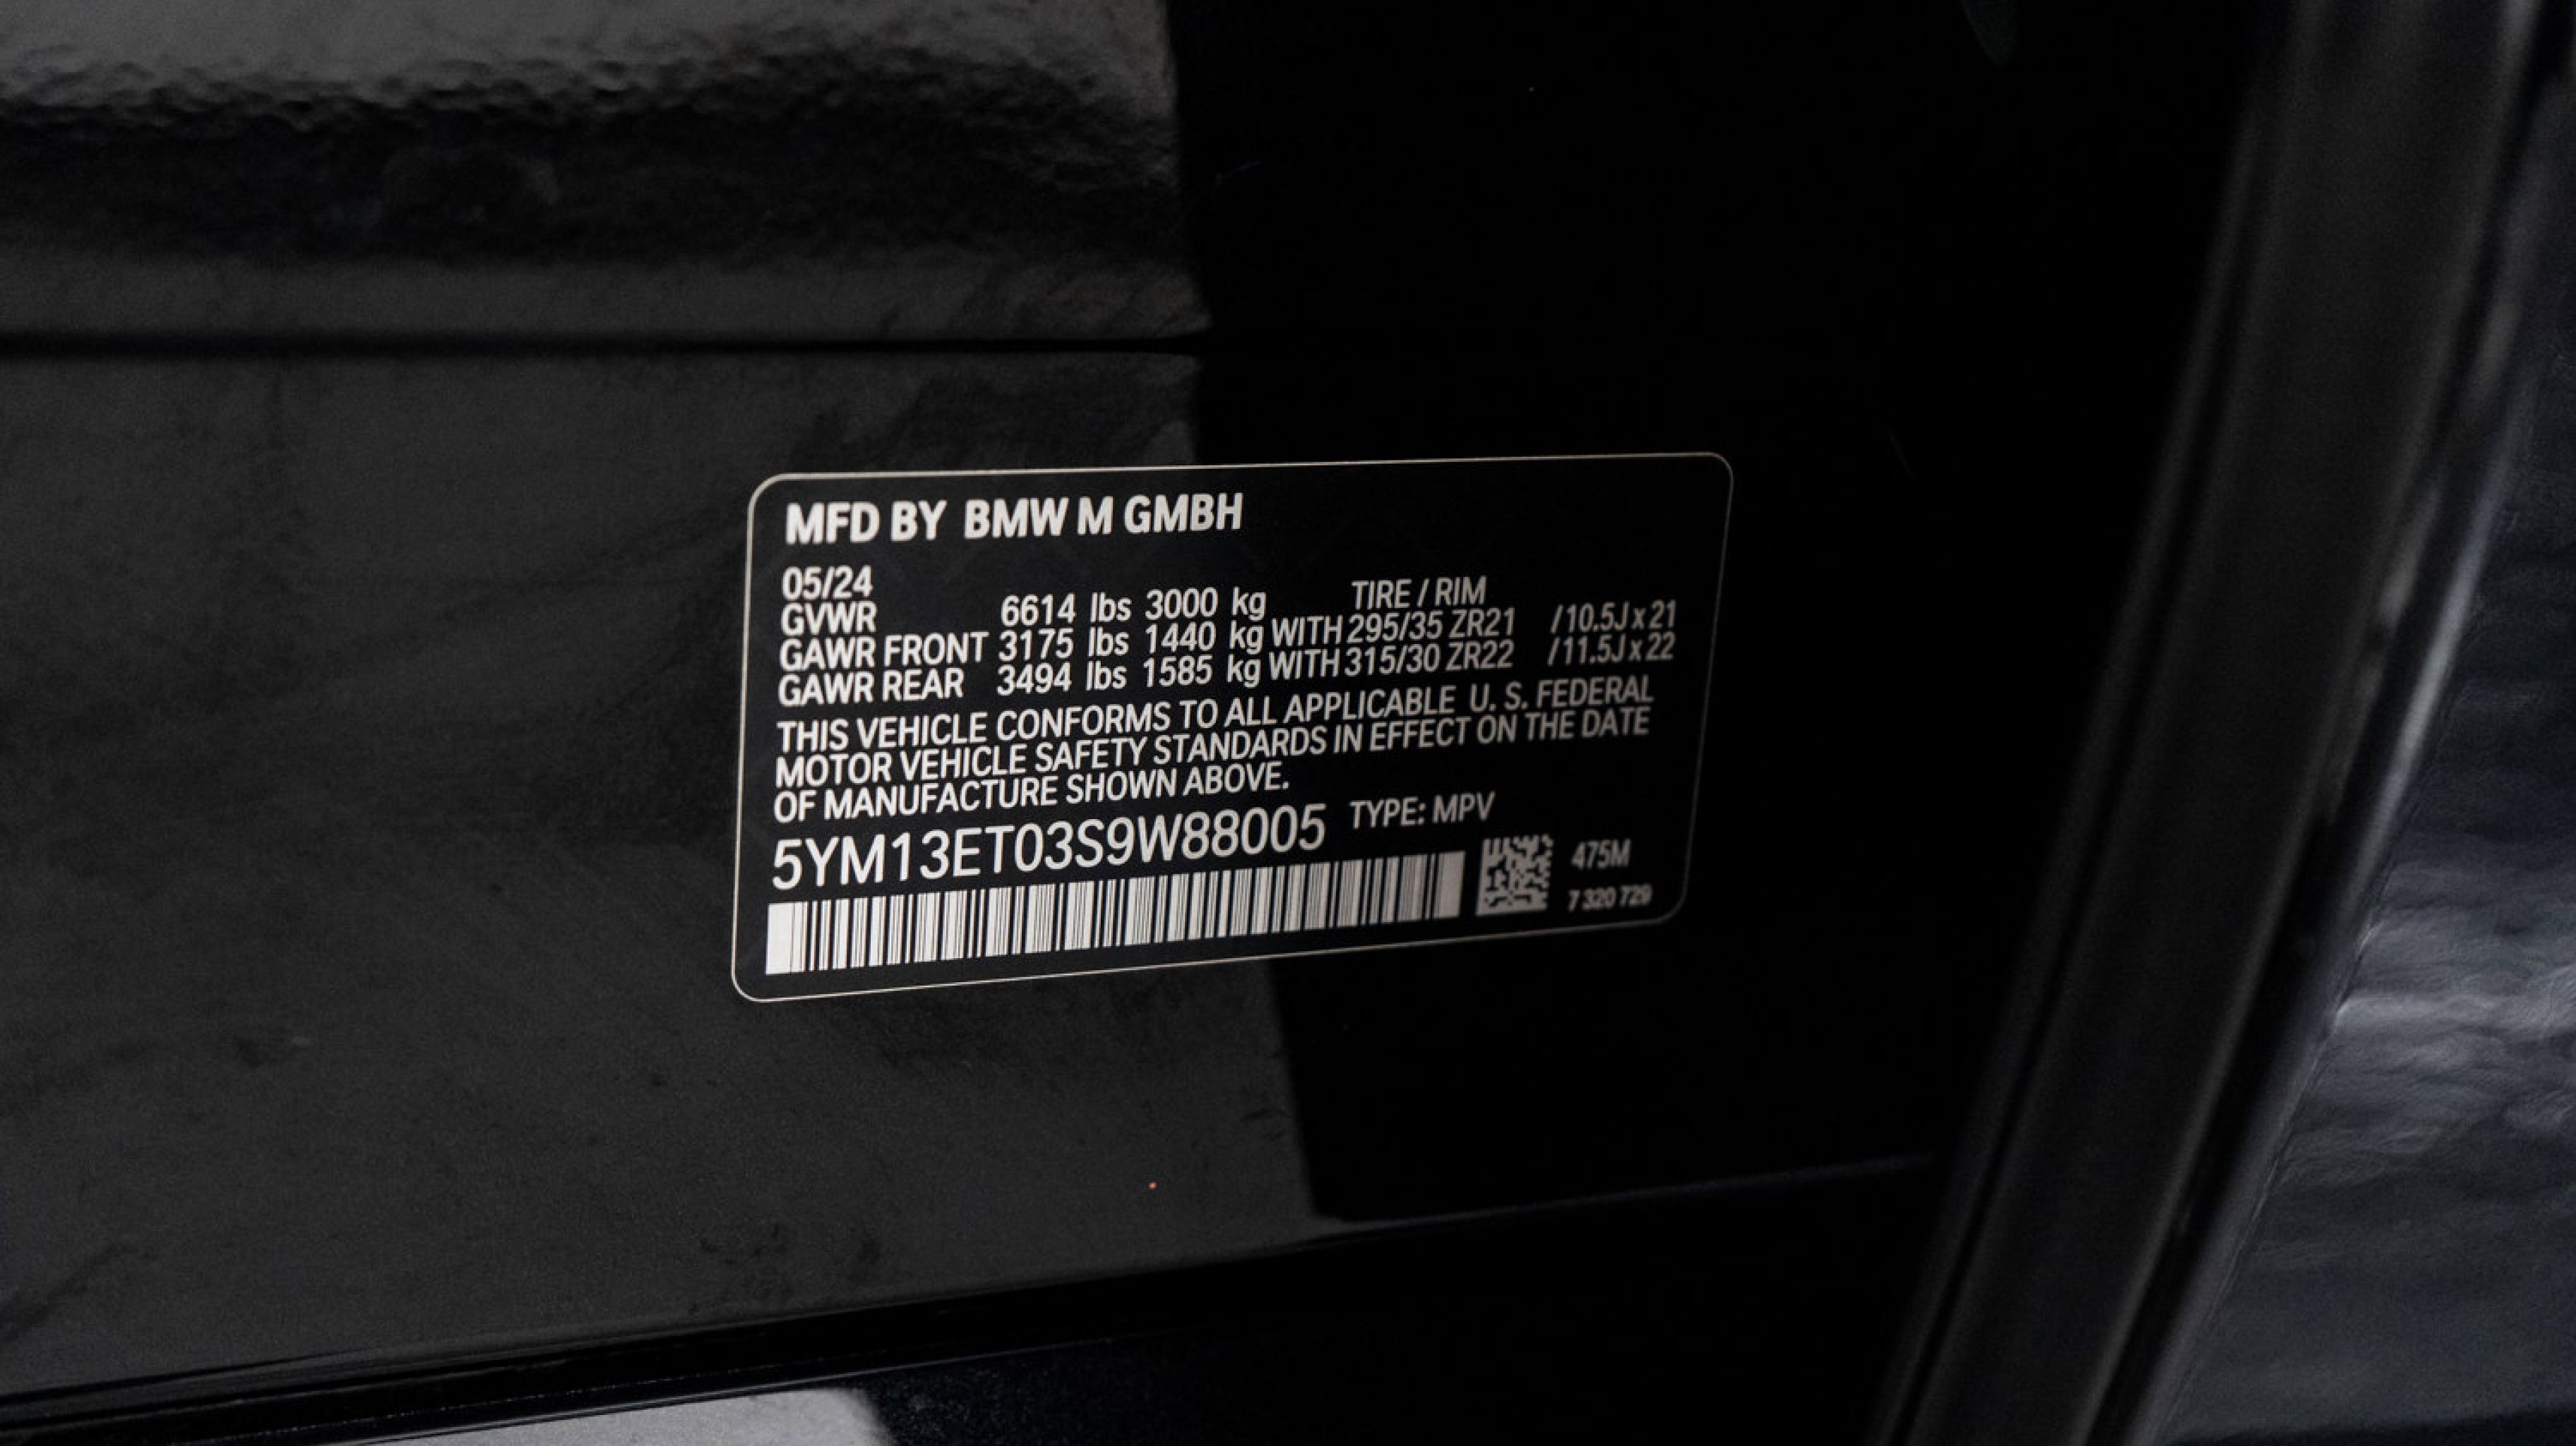 MFD BY BMW M GMBH
05/24 TIRE / RIM
GVWR 6614 lbs 3000 kg
GAWR FRONT 3175 lbs 1440 kg WITH 295/35 ZR21 /10.5J x 21
GAWR REAR 3494 lbs 1585 kg WITH 315/30 ZR22 /11.5J x 22
THIS VEHICLE CONFORMS TO ALL APPLICABLE U. S. FEDERAL
MOTOR VEHICLE SAFETY STANDARDS IN EFFECT ON THE DATE
OF MANUFACTURE SHOWN ABOVE.
5YM13ET03S9W88005 TYPE: MPV
475M
7 320 729